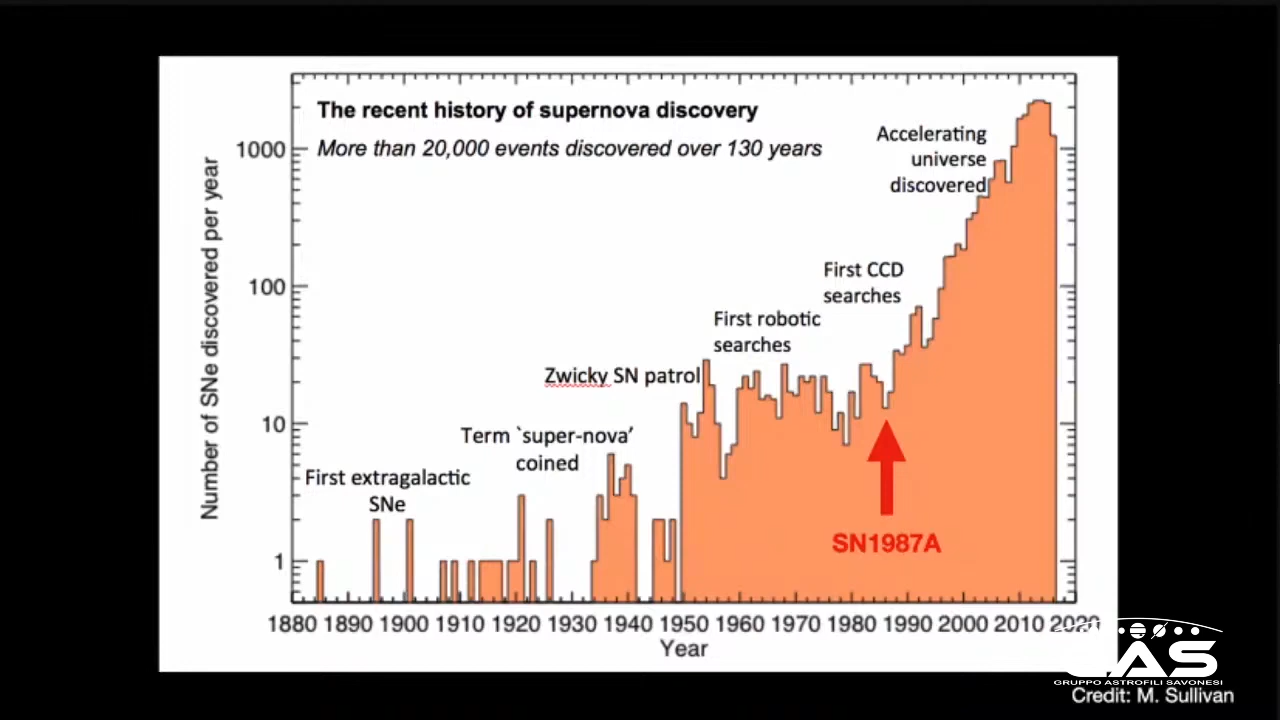 The recent history of supernova discovery
More than 20,000 events discovered over 130 years
Accelerating
universe
discovered
First CCD
searches
First robotic
searches
Zwicky SN patrol
Term `super-nova’
coined
First extragalactic
SNe
SN1987A
Number of SNe discovered per year
1000
100
10
1
1880 1890 1900 1910 1920 1930 1940 1950 1960 1970 1980 1990 2000 2010 2020
Year
GAS
GRUPPO ASTROFILI SAVONESI
Credit: M. Sullivan